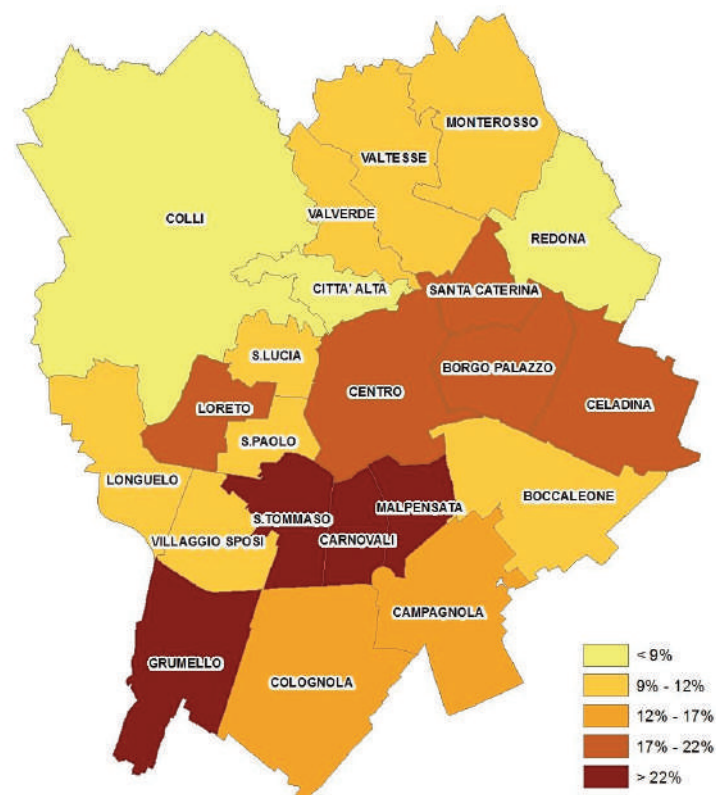 MONTEROSSO
VALTESSE
VALVERDE
COLLI
REDONA
CITTA' ALTA
SANTA CATERINA
S.LUCIA
BORGO PALAZZO
CENTRO
CELADINA
LORETO
S.PAOLO
LONGUELO
BOCCALEONE
MALPENSATA
S.TOMMASO
CARNOVALI
VILLAGGIO SPOSI
CAMPAGNOLA
GRUMELLO
COLOGNOLA
< 9%
9% - 12%
12% - 17%
17% - 22%
> 22%